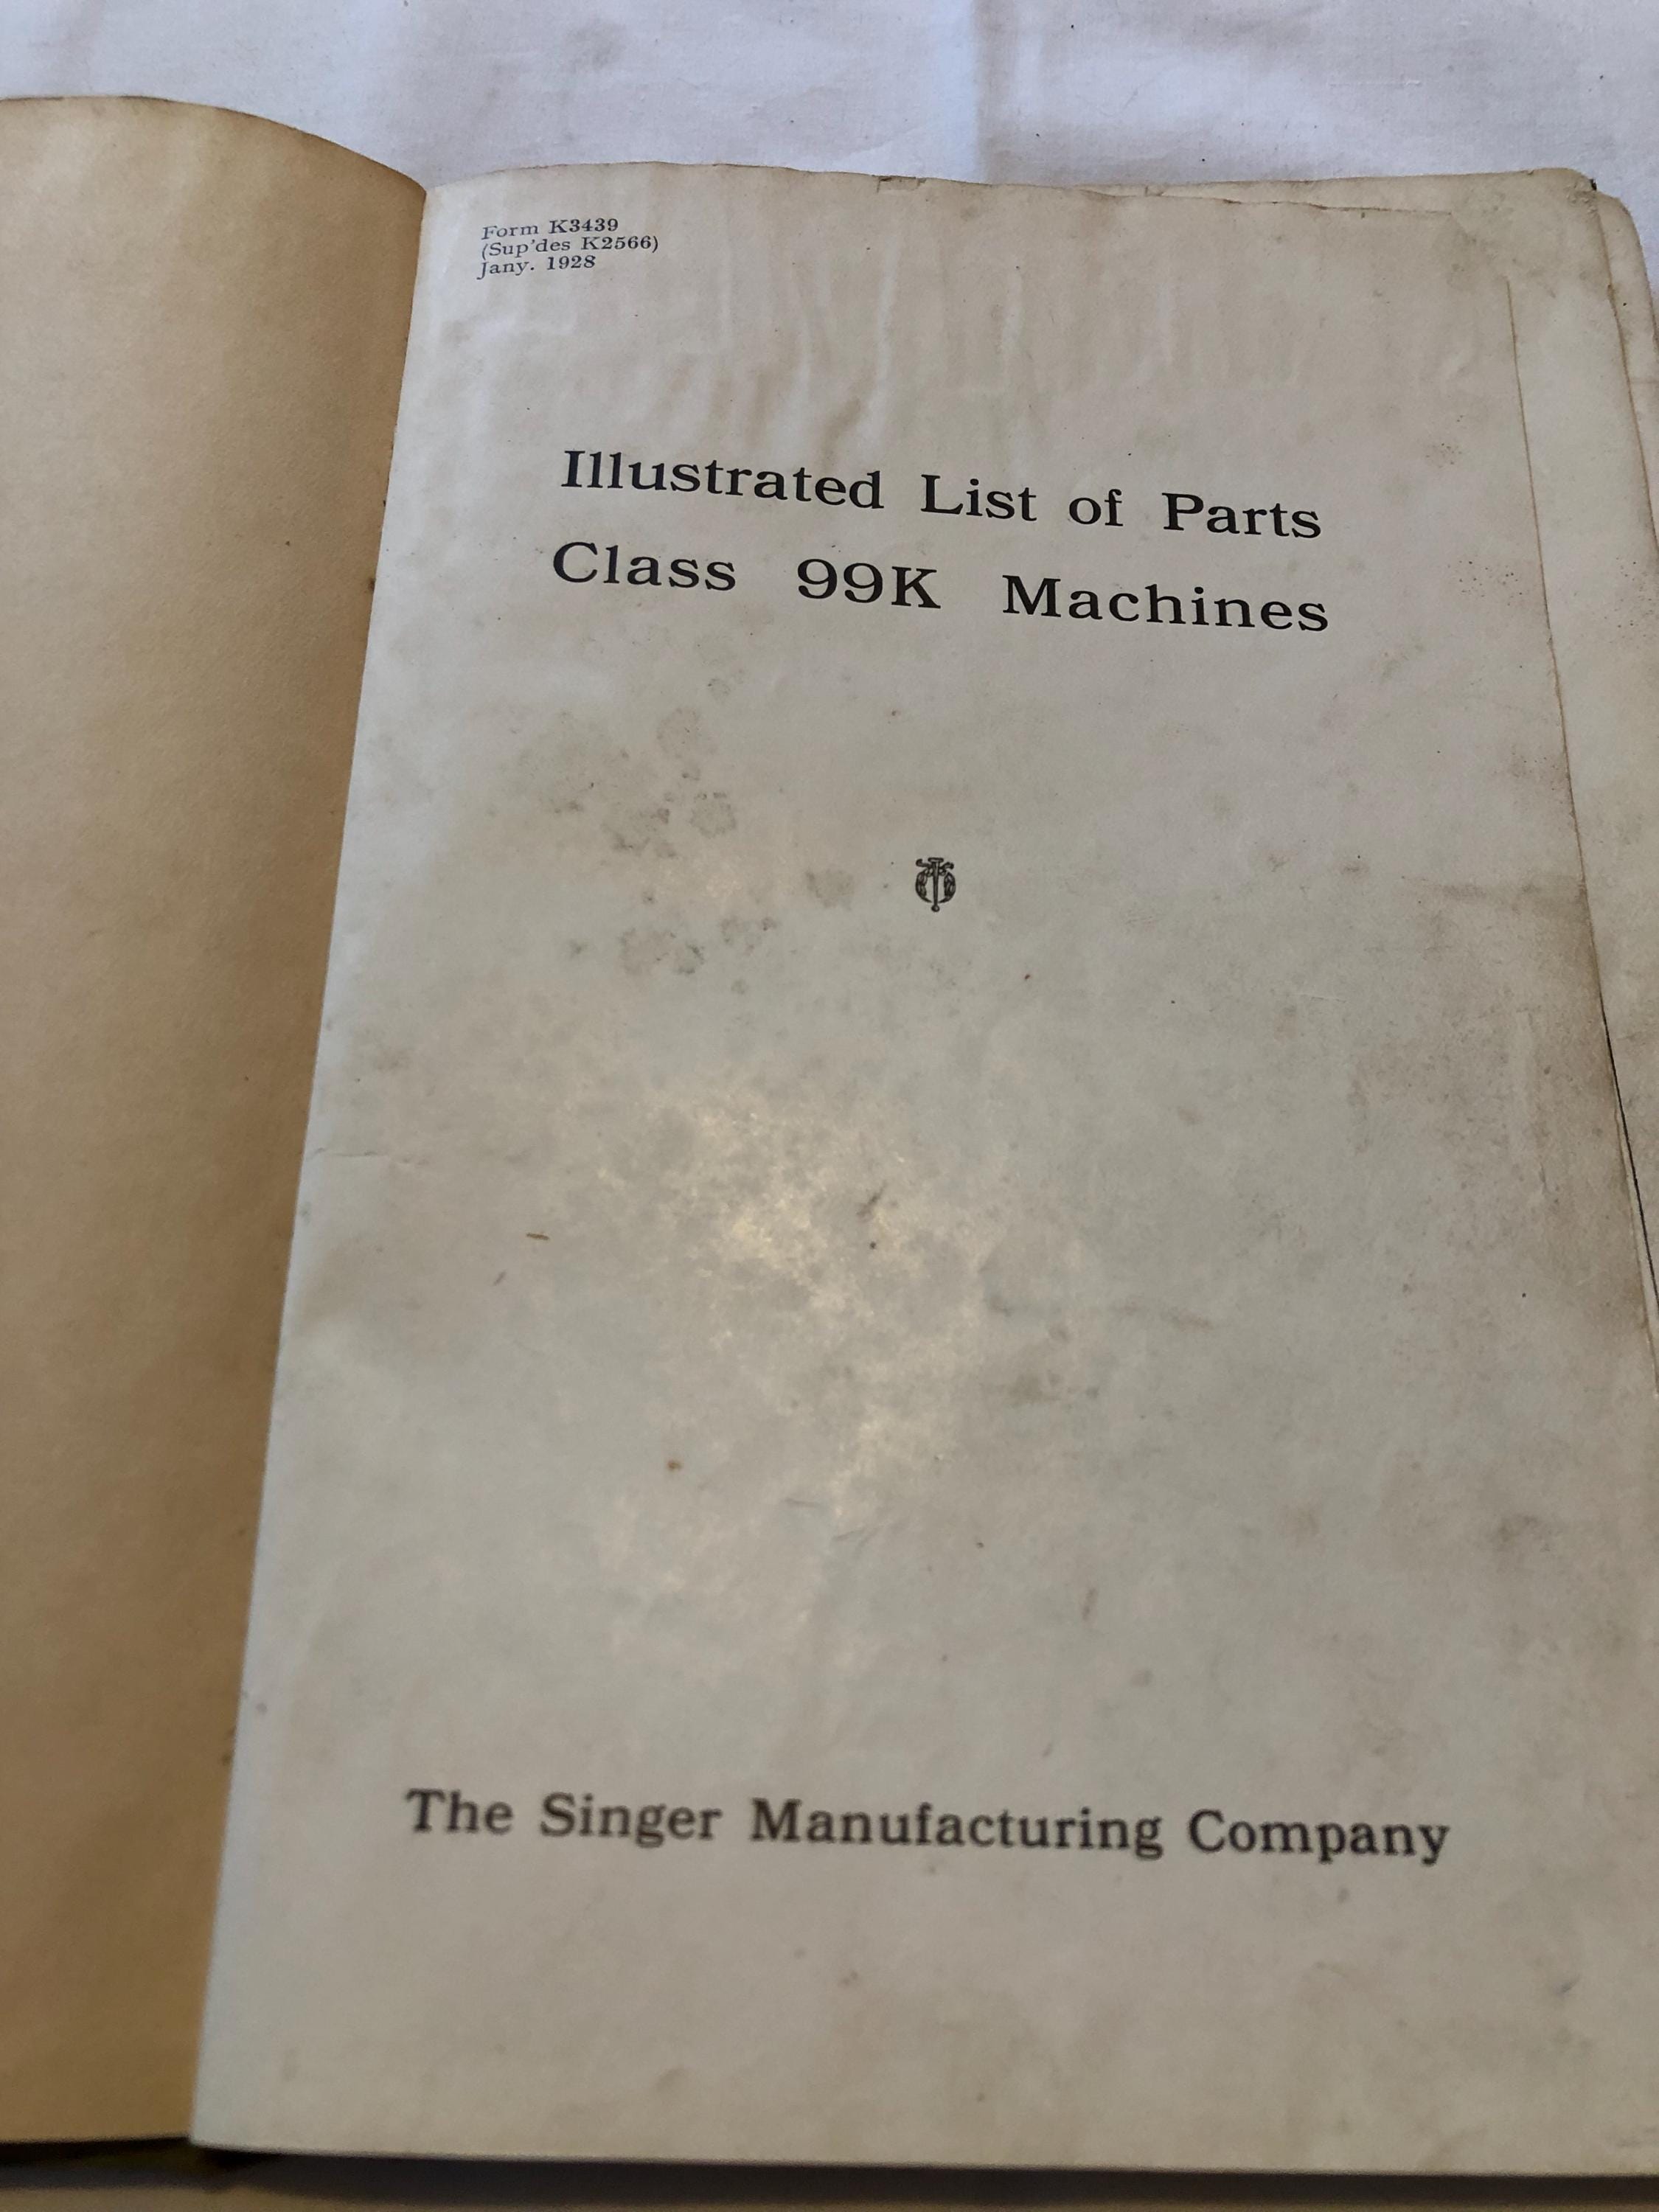 Form K3439
(Sup'des K2566)
Jany. 1928
Illustrated List of Parts
Class 99K Machines
The Singer Manufacturing Company